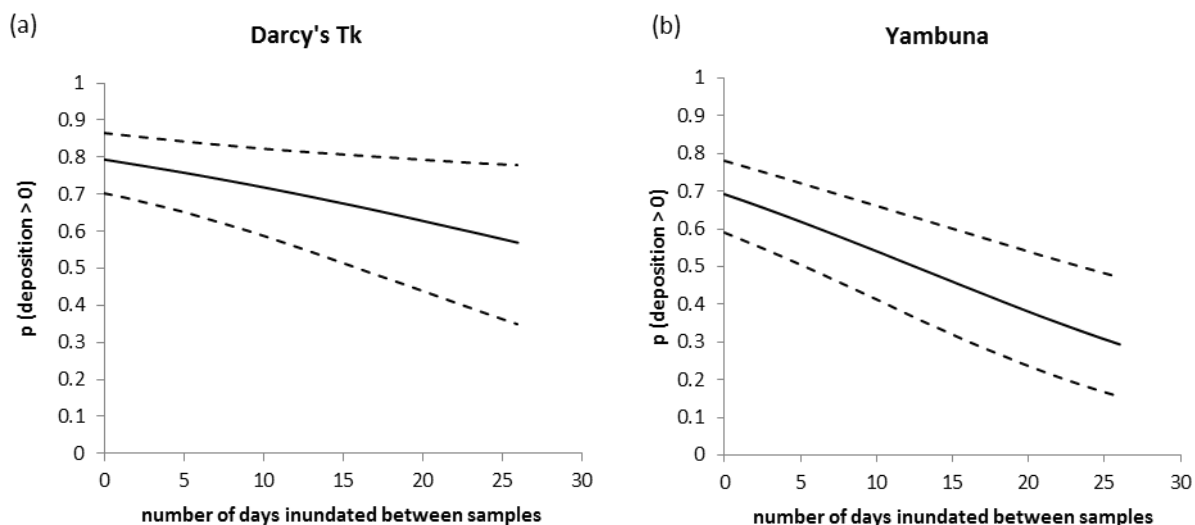 (a)
Darcy's Tk
p (deposition > 0)
1
0.9
0.8
0.7
0.6
0.5
0.4
0.3
0.2
0.1
0
0 5 10 15 20 25 30
number of days inundated between samples
(b)
Yambuna
p (deposition > 0)
1
0.9
0.8
0.7
0.6
0.5
0.4
0.3
0.2
0.1
0
0 5 10 15 20 25 30
number of days inundated between samples